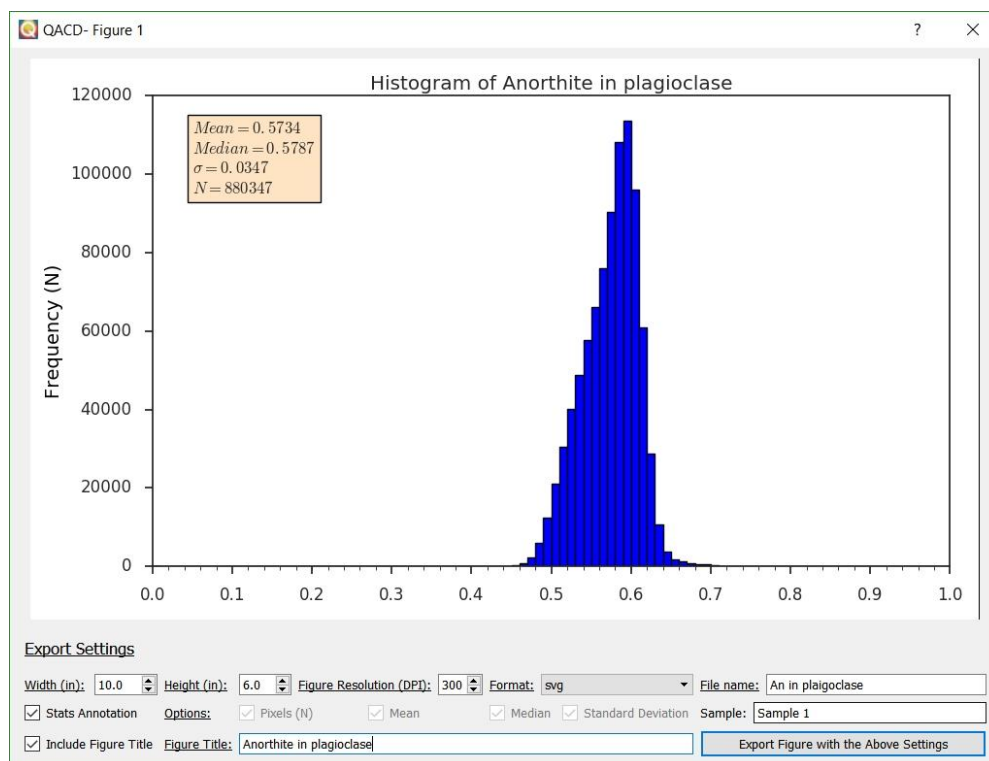 QACD- Figure 1
Histogram of Anorthite in plagioclase
Mean = 0.5734
Median = 0.5787
σ = 0.0347
N = 880347
Frequency (N)
120000
100000
80000
60000
40000
20000
0
0.0 0.1 0.2 0.3 0.4 0.5 0.6 0.7 0.8 0.9 1.0
Export Settings
Width (in): 10.0 Height (in): 6.0 Figure Resolution (DPI): 300 Format: svg File name: An in plaigoclase
Stats Annotation Options: Pixels (N) Mean Median Standard Deviation Sample: Sample 1
Include Figure Title Figure Title: Anorthite in plagioclase Export Figure with the Above Settings